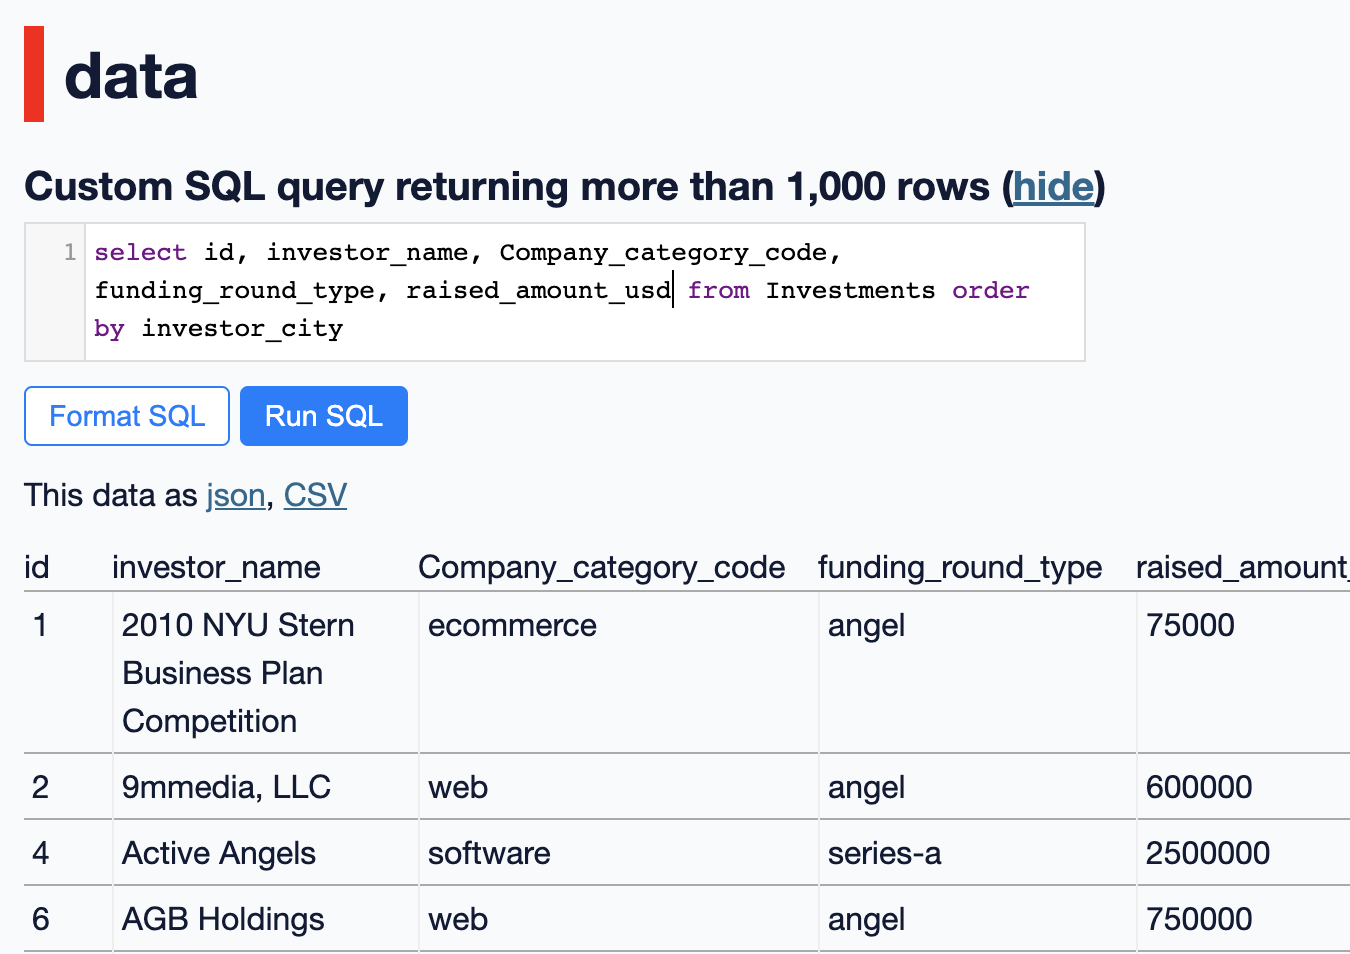 data
Custom SQL query returning more than 1,000 rows (hide)
1 select id, investor_name, Company_category_code,
funding_round_type, raised_amount_usd from Investments order
by investor_city
Format SQL Run SQL
This data as json, CSV
id investor_name Company_category_code funding_round_type raised_amount_
1 2010 NYU Stern ecommerce angel 75000
Business Plan
Competition
2 9mmedia, LLC web angel 600000
4 Active Angels software series-a 2500000
6 AGB Holdings web angel 750000